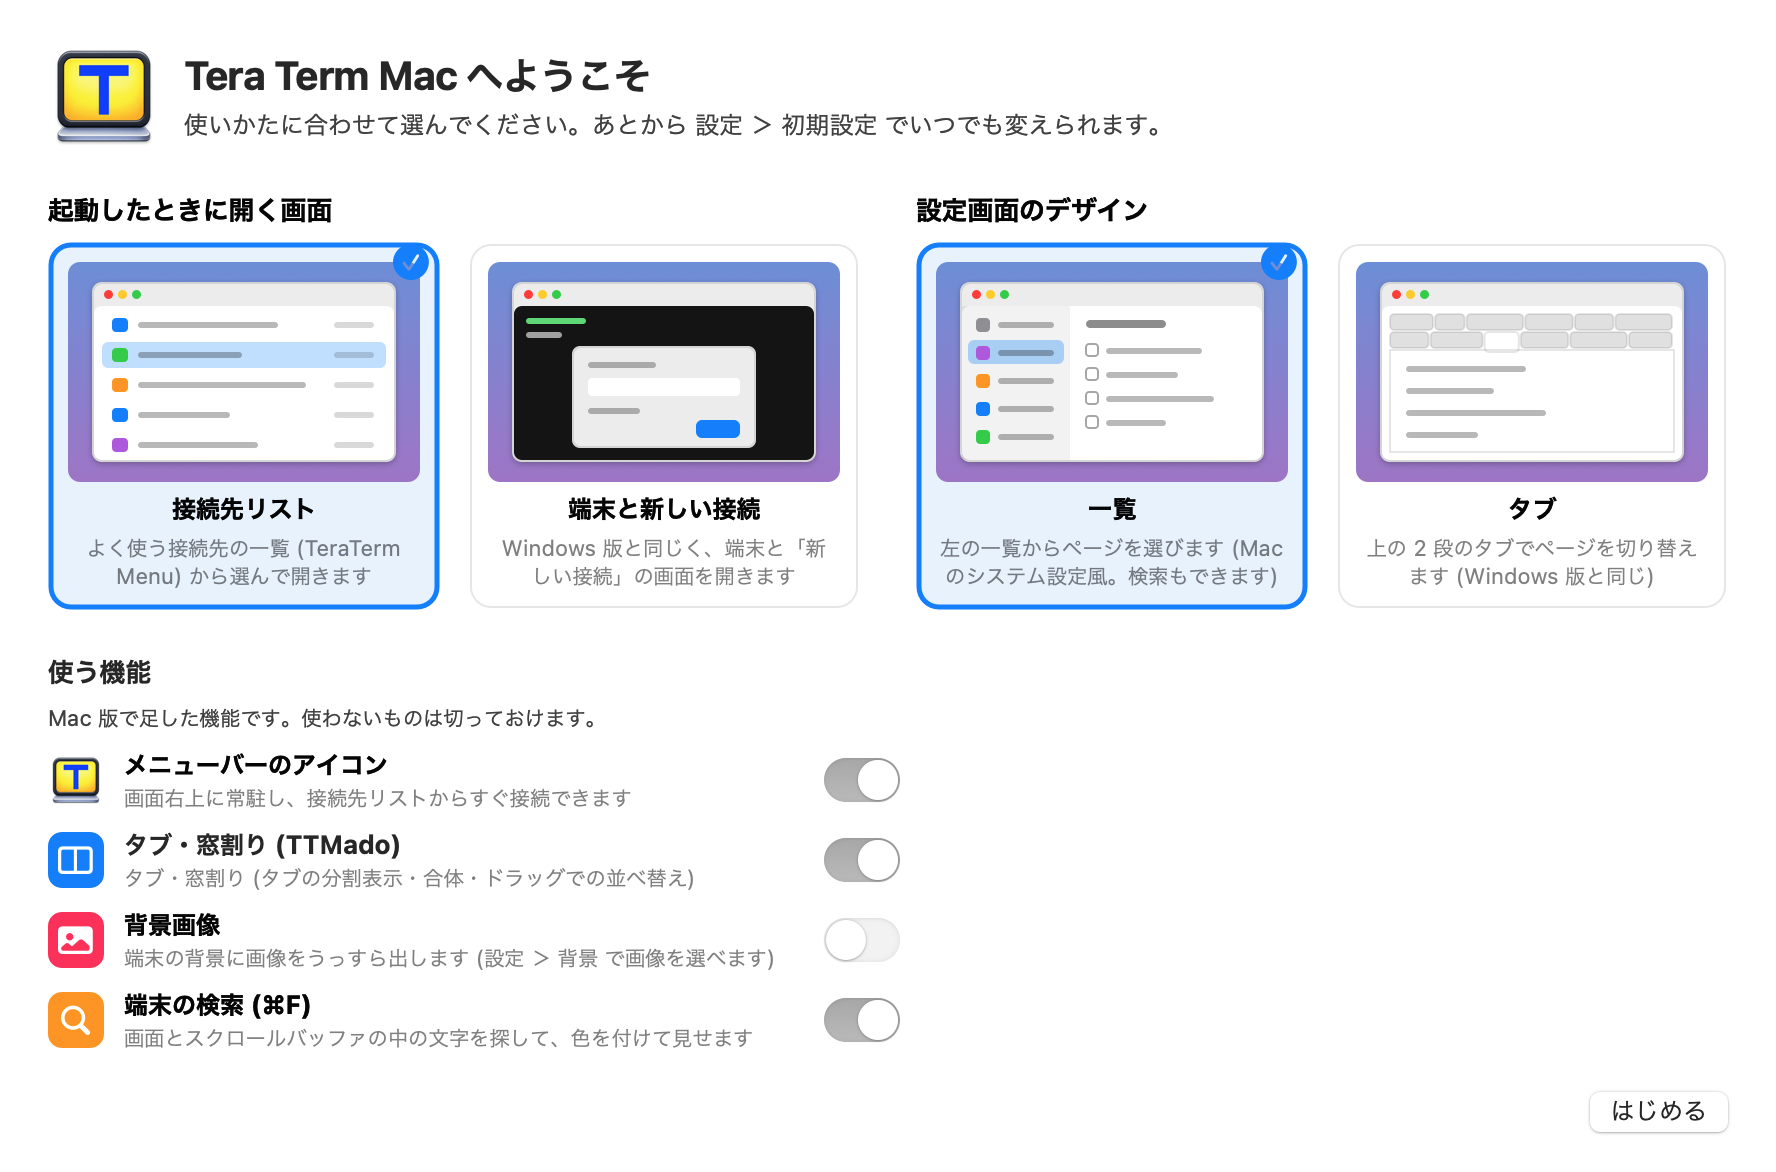 Tera Term Mac へようこそ
使いかたに合わせて選んでください。あとから 設定 > 初期設定 でいつでも変えられます。
起動したときに開く画面
接続先リスト
よく使う接続先の一覧 (TeraTerm
Menu) から選んで開きます
端末と新しい接続
Windows 版と同じく、端末と「新
しい接続」の画面を開きます
設定画面のデザイン
一覧
左の一覧からページを選びます (Mac
のシステム設定風。検索もできます)
タブ
上の 2 段のタブでページを切り替え
ます (Windows 版と同じ)
使う機能
Mac 版で足した機能です。使わないものは切っておけます。
メニューバーのアイコン
画面右上に常駐し、接続先リストからすぐ接続できます
タブ・窓割り (TTMado)
タブ・窓割り (タブの分割表示・合体・ドラッグでの並べ替え)
背景画像
端末の背景に画像をうっすら出します (設定 > 背景 で画像を選べます)
端末の検索 (⌘F)
画面とスクロールバッファの中の文字を探して、色を付けて見せます
はじめる